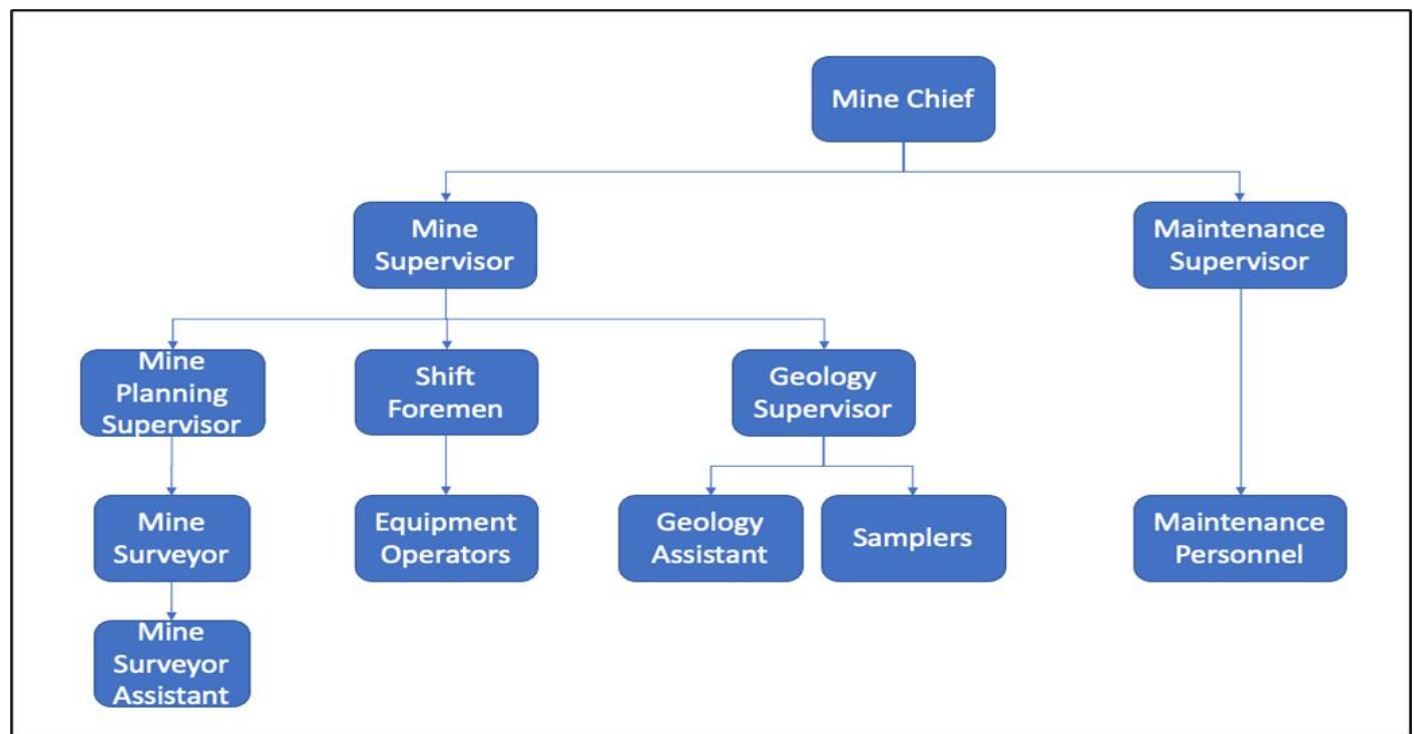 Mine Chief
Mine
Supervisor
Maintenance
Supervisor
Mine
Planning
Supervisor
Shift
Foremen
Geology
Supervisor
Mine
Surveyor
Equipment
Operators
Geology
Assistant
Samplers
Maintenance
Personnel
Mine
Surveyor
Assistant